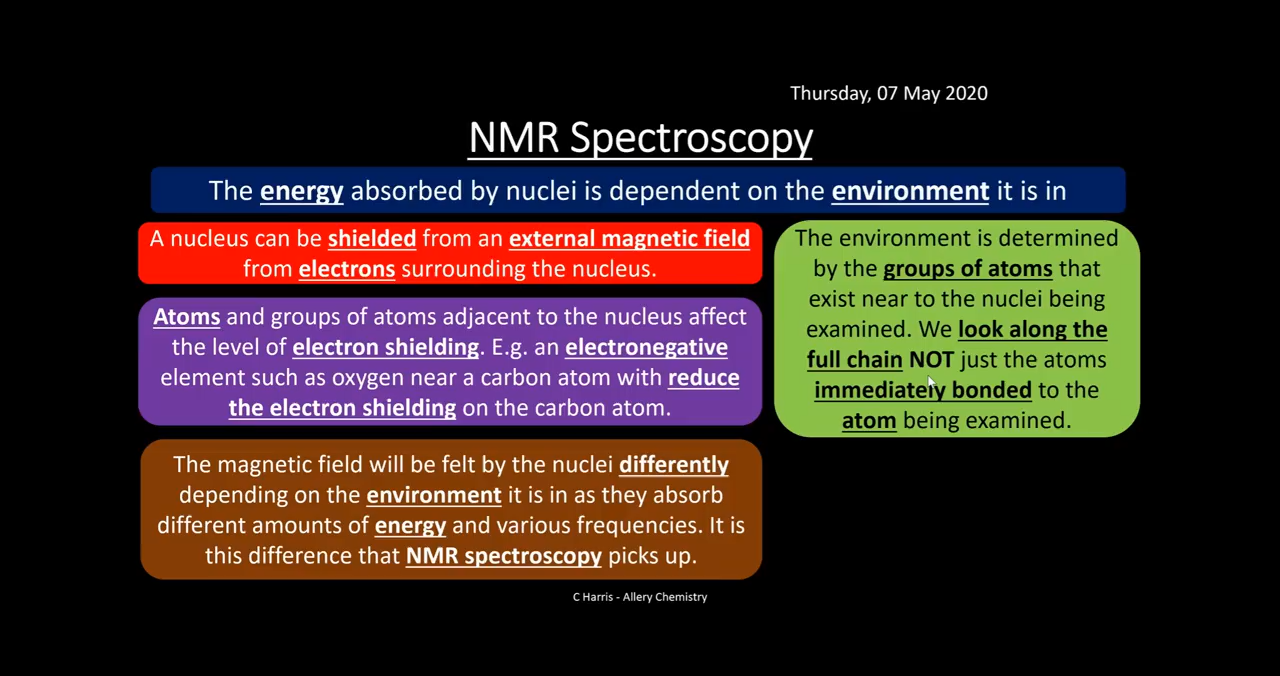 Thursday, 07 May 2020
NMR Spectroscopy
The energy absorbed by nuclei is dependent on the environment it is in
A nucleus can be shielded from an external magnetic field
from electrons surrounding the nucleus.
Atoms and groups of atoms adjacent to the nucleus affect
the level of electron shielding. E.g. an electronegative
element such as oxygen near a carbon atom with reduce
the electron shielding on the carbon atom.
The magnetic field will be felt by the nuclei differently
depending on the environment it is in as they absorb
different amounts of energy and various frequencies. It is
this difference that NMR spectroscopy picks up.
The environment is determined
by the groups of atoms that
exist near to the nuclei being
examined. We look along the
full chain NOT just the atoms
immediately bonded to the
atom being examined.
C Harris - Allery Chemistry